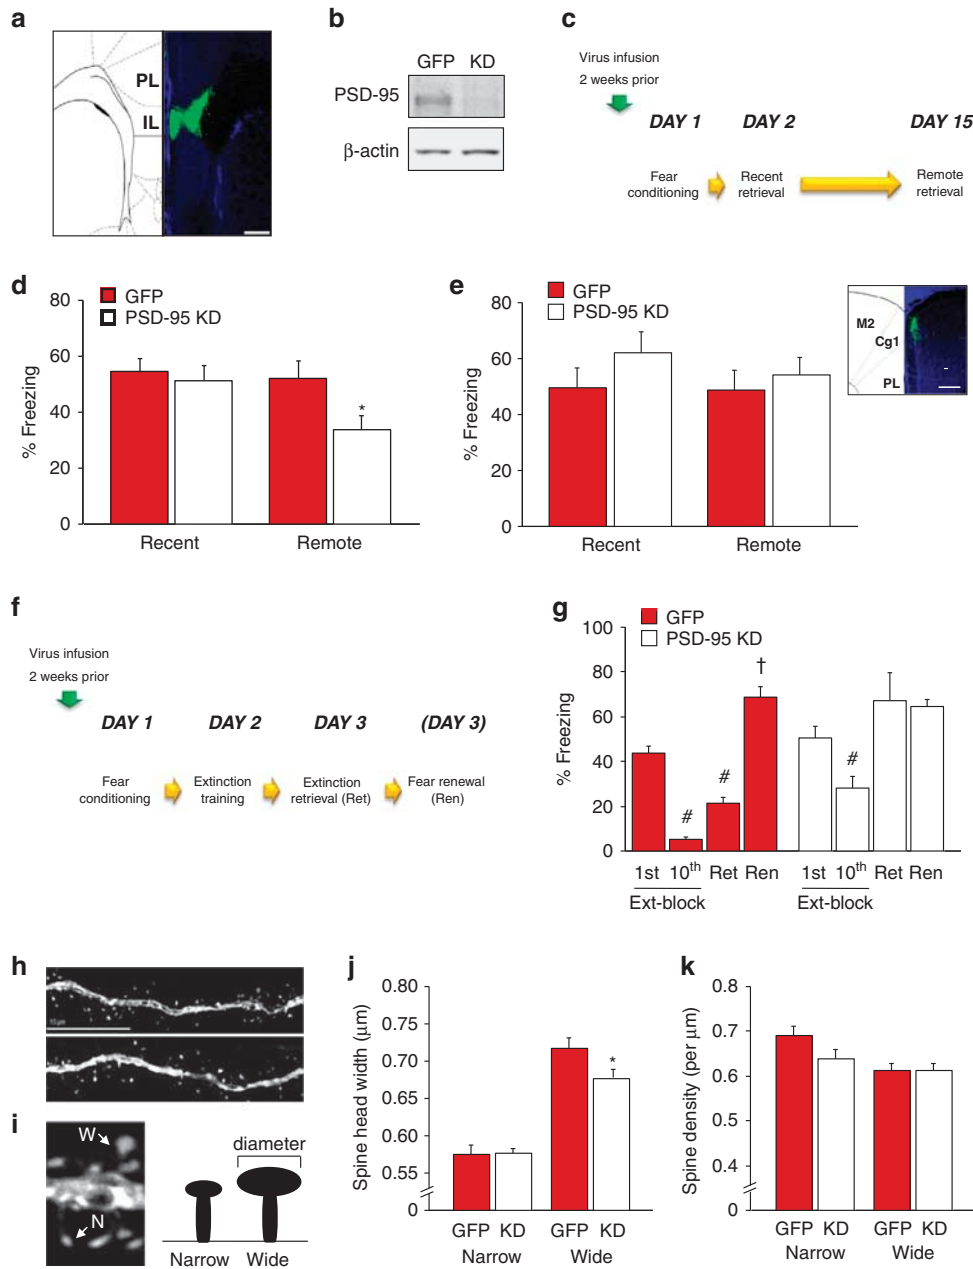 a
PL
IL
b
GFP KD
PSD-95
β-actin
c
Virus infusion
2 weeks prior
DAY 1 DAY 2 DAY 15
Fear conditioning
Recent retrieval
Remote retrieval
d
GFP
PSD-95 KD
% Freezing
80
60
40
20
0
*
Recent Remote
e
GFP
PSD-95 KD
% Freezing
80
60
40
20
0
Recent Remote
M2
Cg1
PL
f
Virus infusion
2 weeks prior
DAY 1 DAY 2 DAY 3 (DAY 3)
Fear conditioning
Extinction training
Extinction retrieval (Ret)
Fear renewal (Ren)
g
GFP
PSD-95 KD
% Freezing
100
80
60
40
20
0
# # † #
1st 10th Ret Ren 1st 10th Ret Ren
Ext-block Ext-block
h
i
W
N
diameter
Narrow Wide
j
Spine head width (μm)
0.80
0.75
0.70
0.65
0.60
0.55
0
*
GFP KD GFP KD
Narrow Wide
k
Spine density (per μm)
0.8
0.7
0.6
0.5
0.4
0
GFP KD GFP KD
Narrow Wide